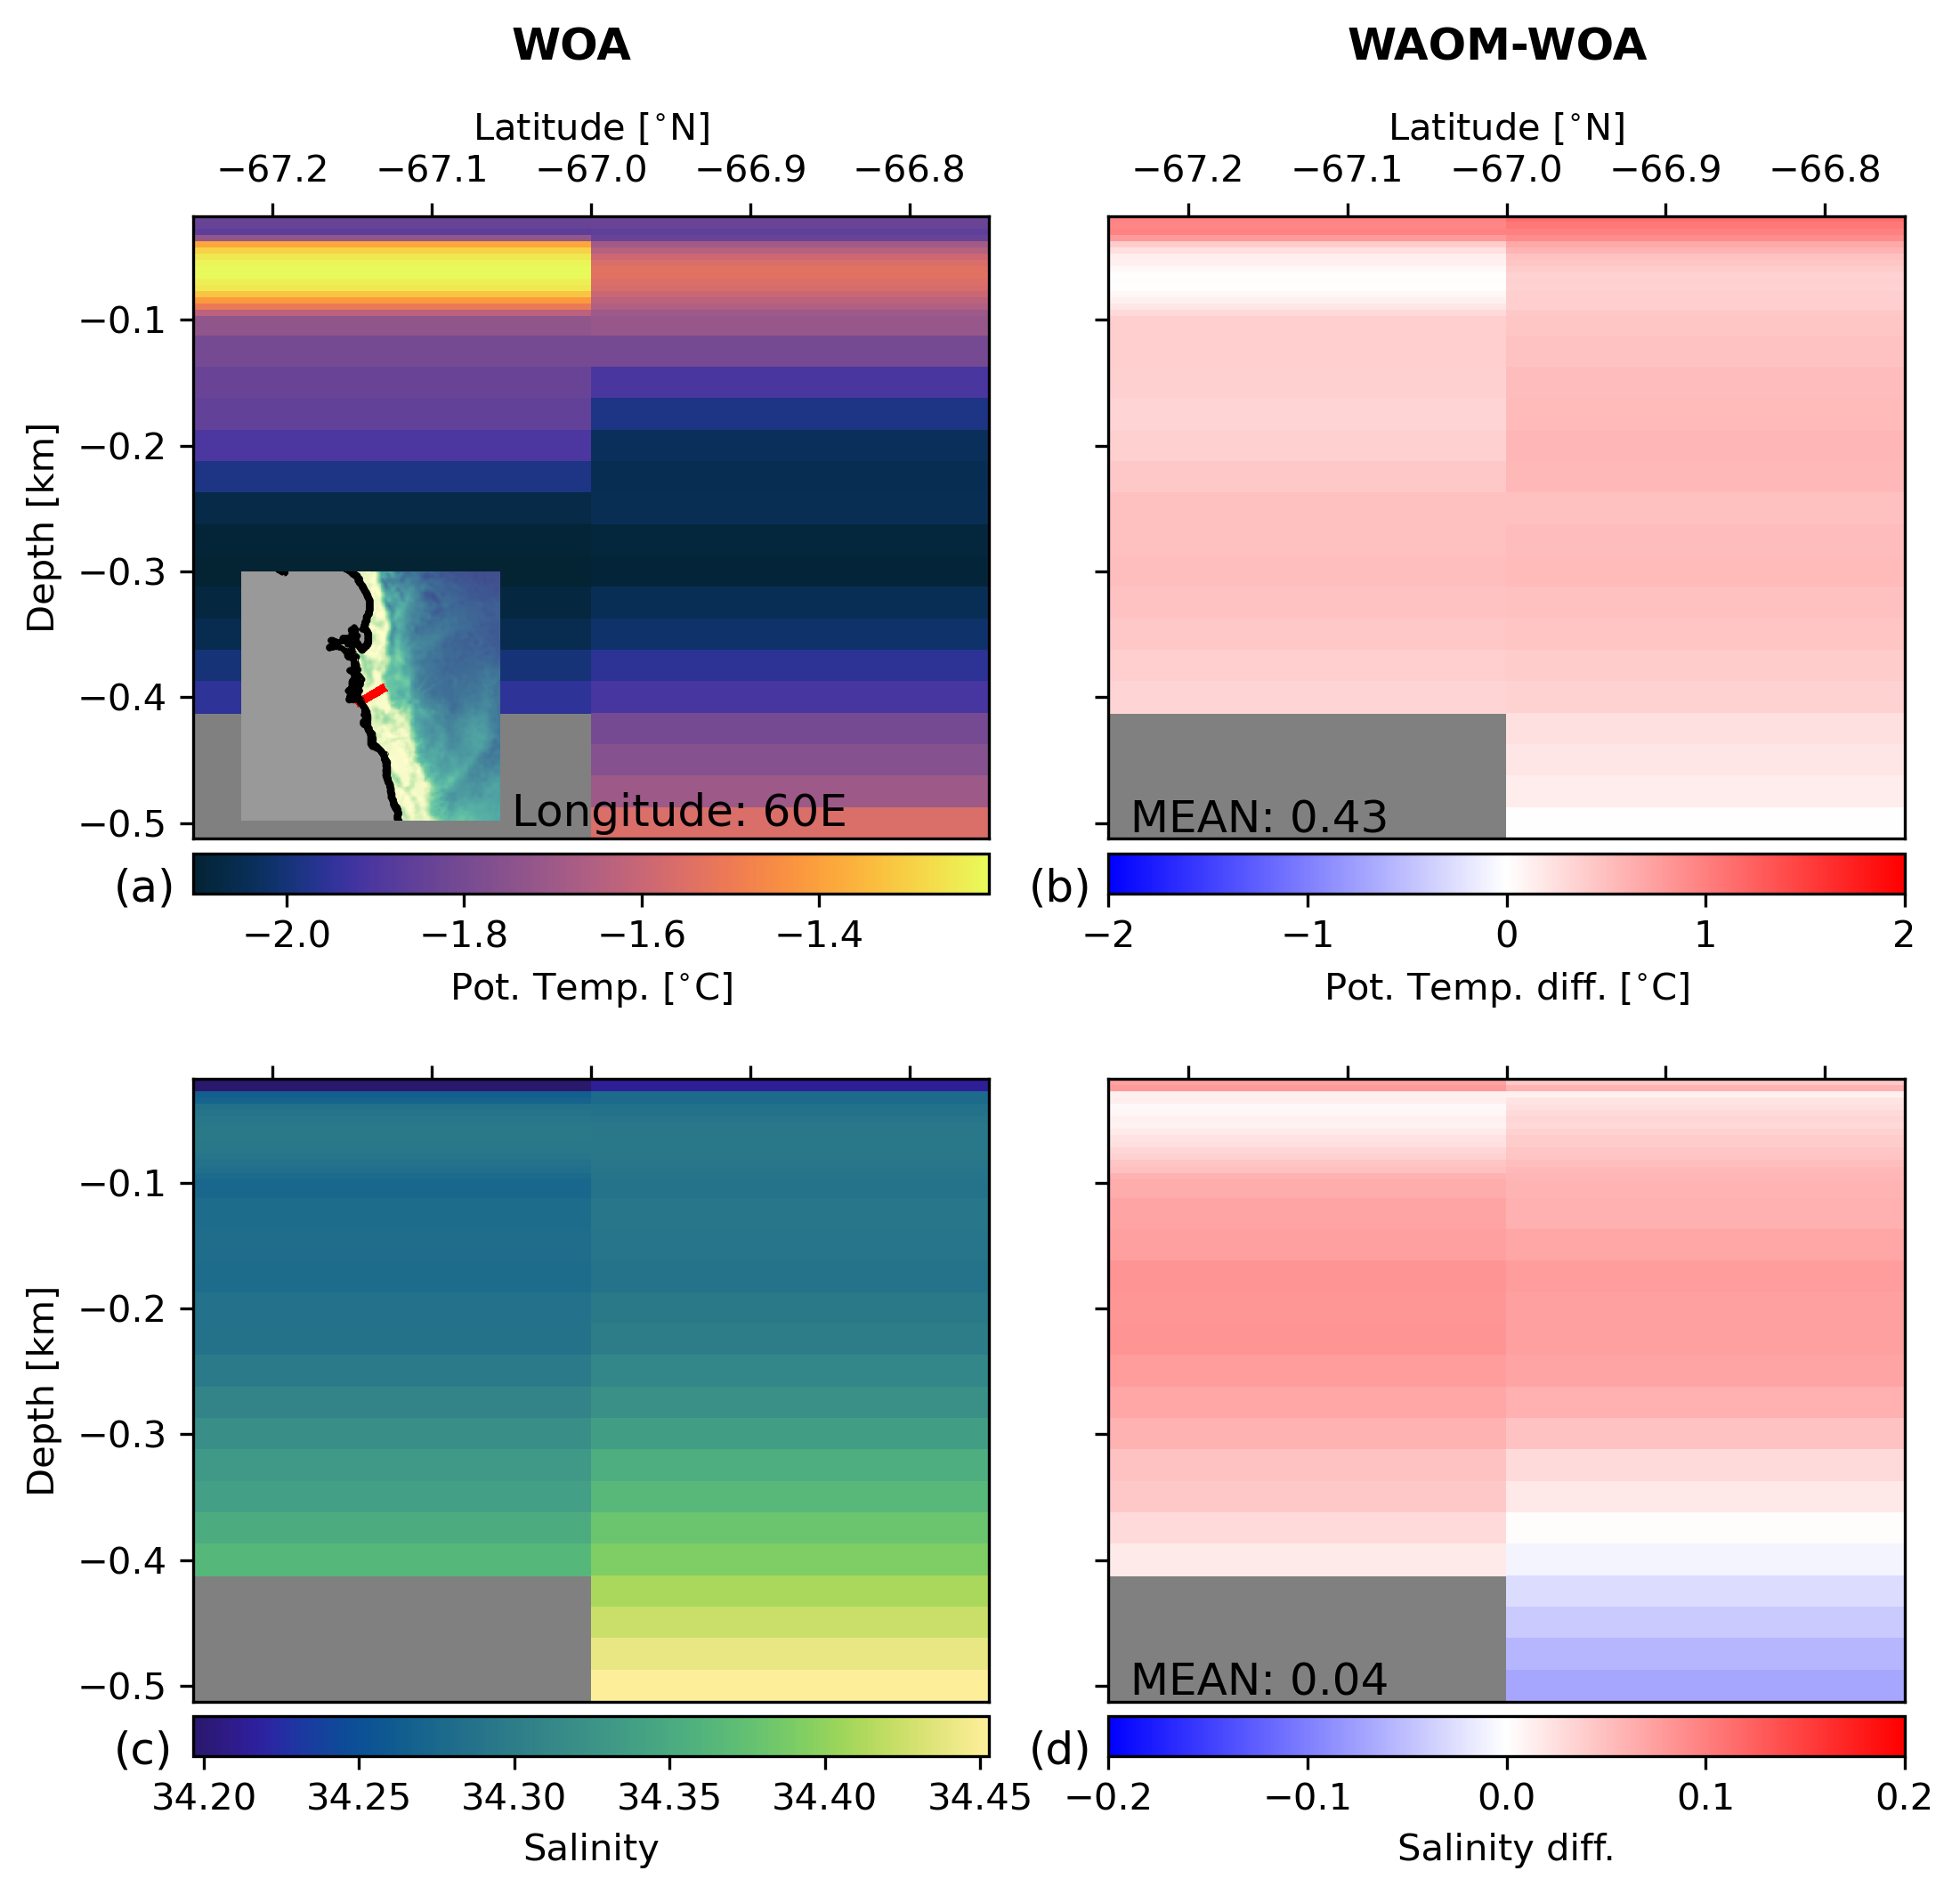 WOA
WAOM-WOA
Latitude [°N]
Latitude [°N]
−67.2 −67.1 −67.0 −66.9 −66.8
−67.2 −67.1 −67.0 −66.9 −66.8
Depth [km]
−0.1
−0.2
−0.3
−0.4
−0.5
Longitude: 60E
MEAN: 0.43
(a)
−2.0 −1.8 −1.6 −1.4
Pot. Temp. [°C]
(b)
−2 −1 0 1 2
Pot. Temp. diff. [°C]
Depth [km]
−0.1
−0.2
−0.3
−0.4
−0.5
MEAN: 0.04
(c)
34.20 34.25 34.30 34.35 34.40 34.45
Salinity
(d)
−0.2 −0.1 0.0 0.1 0.2
Salinity diff.